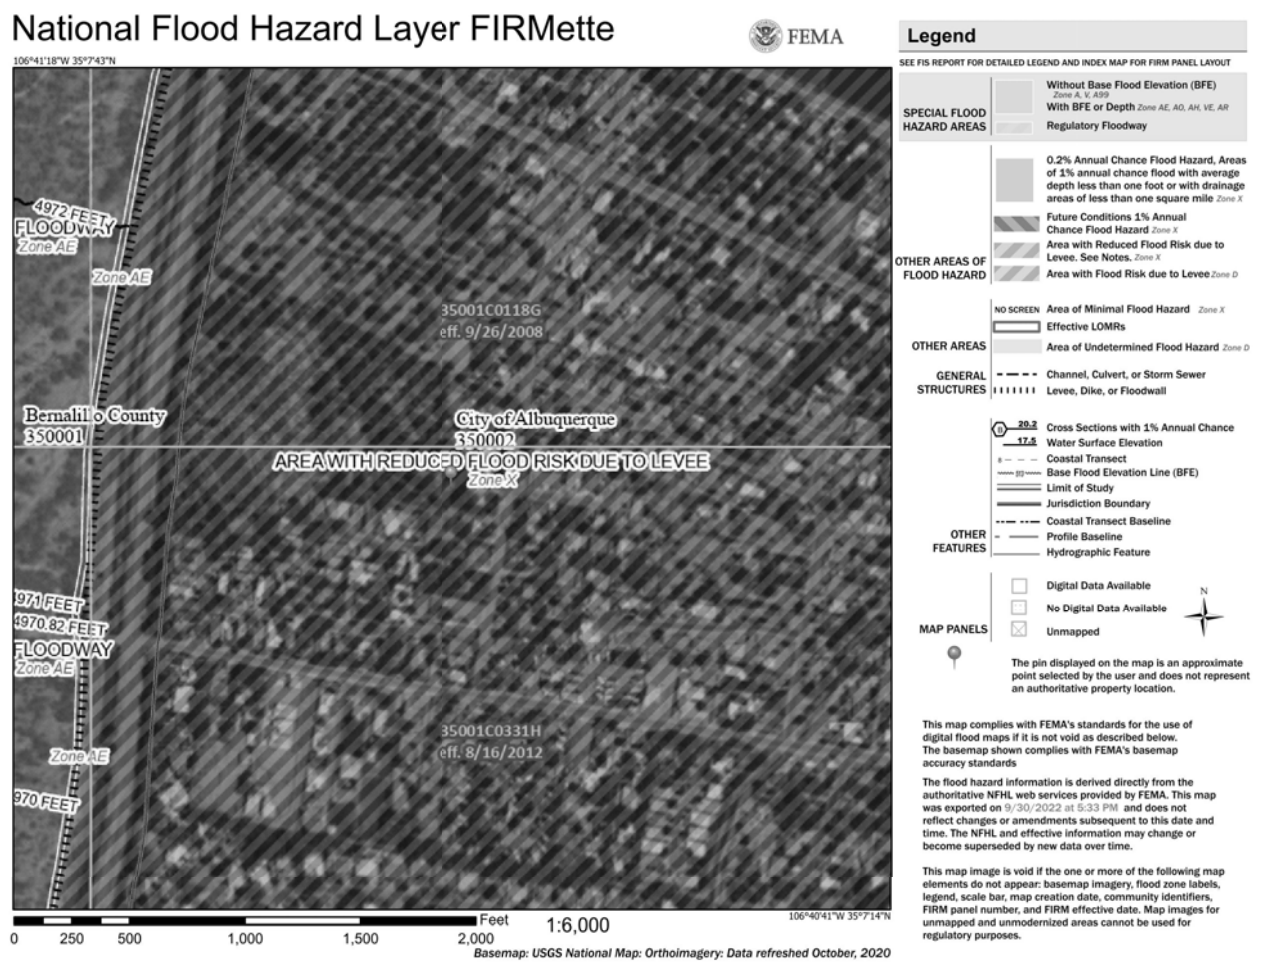 National Flood Hazard Layer FIRMette
FEMA
106°41'18"W 35°7'43"N
4972 FEET
FLOODWAY
Zone AE
Zone AE
35001C0118G
eff. 9/26/2008
Bernalillo County
350001
City of Albuquerque
350002
AREA WITH REDUCED FLOOD RISK DUE TO LEVEE
Zone X
4971 FEET
4970.82 FEET
FLOODWAY
Zone AE
35001C0331H
eff. 8/16/2012
Zone AE
970 FEET
106°40'41"W 35°7'14"N
Feet
1:6,000
0 250 500 1,000 1,500 2,000
Basemap: USGS National Map: Orthoimagery: Data refreshed October, 2020
Legend
SEE FIS REPORT FOR DETAILED LEGEND AND INDEX MAP FOR FIRM PANEL LAYOUT
SPECIAL FLOOD
HAZARD AREAS
Without Base Flood Elevation (BFE)
Zone A, V, A99
With BFE or Depth Zone AE, AO, AH, VE, AR
Regulatory Floodway
0.2% Annual Chance Flood Hazard, Areas
of 1% annual chance flood with average
depth less than one foot or with drainage
areas of less than one square mile Zone X
Future Conditions 1% Annual
Chance Flood Hazard Zone X
Area with Reduced Flood Risk due to
Levee. See Notes. Zone X
Area with Flood Risk due to Levee Zone D
OTHER AREAS OF
FLOOD HAZARD
NO SCREEN Area of Minimal Flood Hazard Zone X
Effective LOMRs
OTHER AREAS
Area of Undetermined Flood Hazard Zone D
GENERAL
STRUCTURES
Channel, Culvert, or Storm Sewer
Levee, Dike, or Floodwall
B 20.2 Cross Sections with 1% Annual Chance
17.5 Water Surface Elevation
8 Coastal Transect
513 Base Flood Elevation Line (BFE)
Limit of Study
Jurisdiction Boundary
Coastal Transect Baseline
OTHER
FEATURES
Profile Baseline
Hydrographic Feature
Digital Data Available
No Digital Data Available
Unmapped
MAP PANELS
N
The pin displayed on the map is an approximate
point selected by the user and does not represent
an authoritative property location.
This map complies with FEMA's standards for the use of
digital flood maps if it is not void as described below.
The basemap shown complies with FEMA's basemap
accuracy standards
The flood hazard information is derived directly from the
authoritative NFHL web services provided by FEMA. This map
was exported on 9/30/2022 at 5:33 PM and does not
reflect changes or amendments subsequent to this date and
time. The NFHL and effective information may change or
become superseded by new data over time.
This map image is void if the one or more of the following map
elements do not appear: basemap imagery, flood zone labels,
legend, scale bar, map creation date, community identifiers,
FIRM panel number, and FIRM effective date. Map images for
unmapped and unmodernized areas cannot be used for
regulatory purposes.